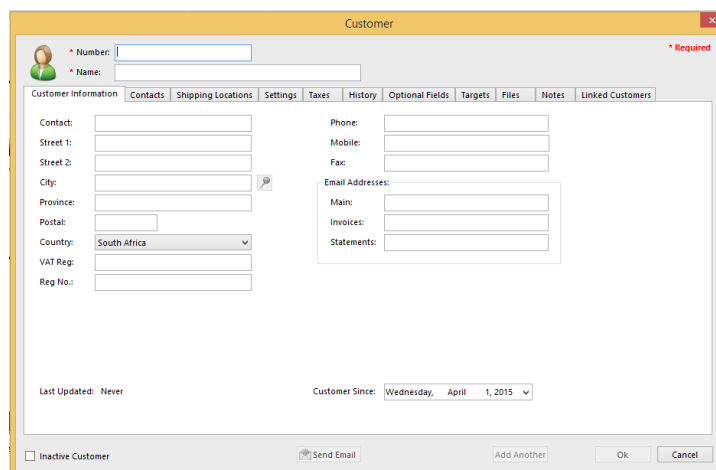 Customer
* Number: * Required
* Name:
Customer Information Contacts Shipping Locations Settings Taxes History Optional Fields Targets Files Notes Linked Customers
Contact: Phone:
Street 1: Mobile:
Street 2: Fax:
City: Email Addresses:
Province: Main:
Postal: Invoices:
Country: South Africa Statements:
VAT Reg:
Reg No.:
Last Updated: Never Customer Since: Wednesday, April 1, 2015
Inactive Customer Send Email Add Another Ok Cancel